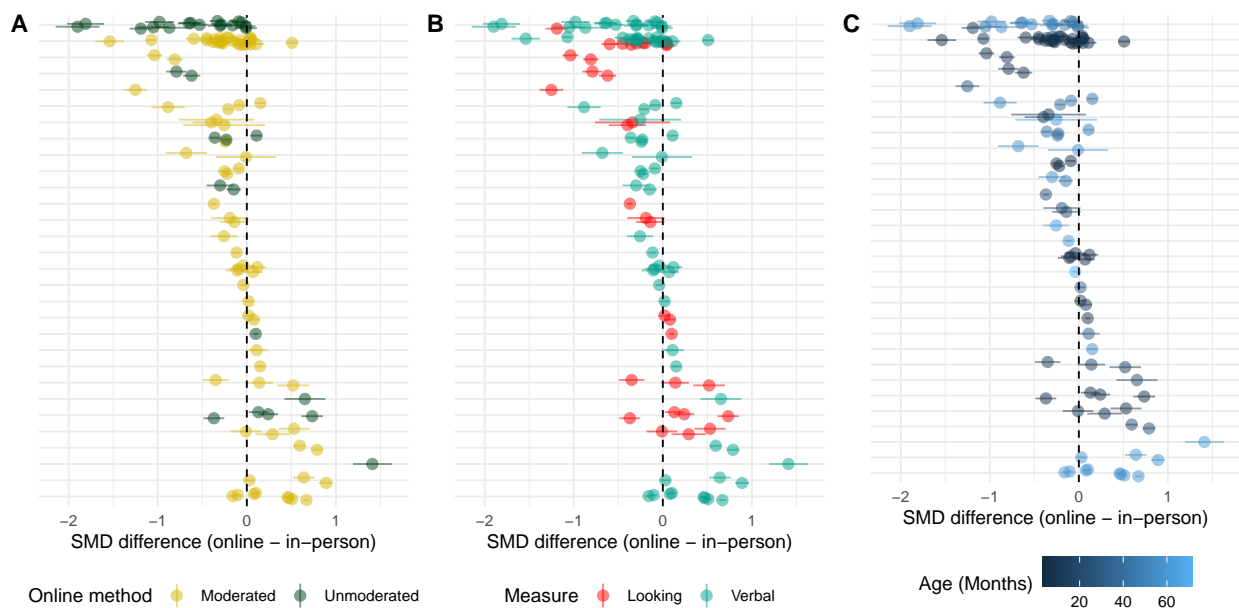 A
B
C
−2 −1 0 1
SMD difference (online − in−person)
−2 −1 0 1
SMD difference (online − in−person)
−2 −1 0 1
SMD difference (online − in−person)
Online method Moderated Unmoderated
Measure Looking Verbal
Age (Months)
20 40 60